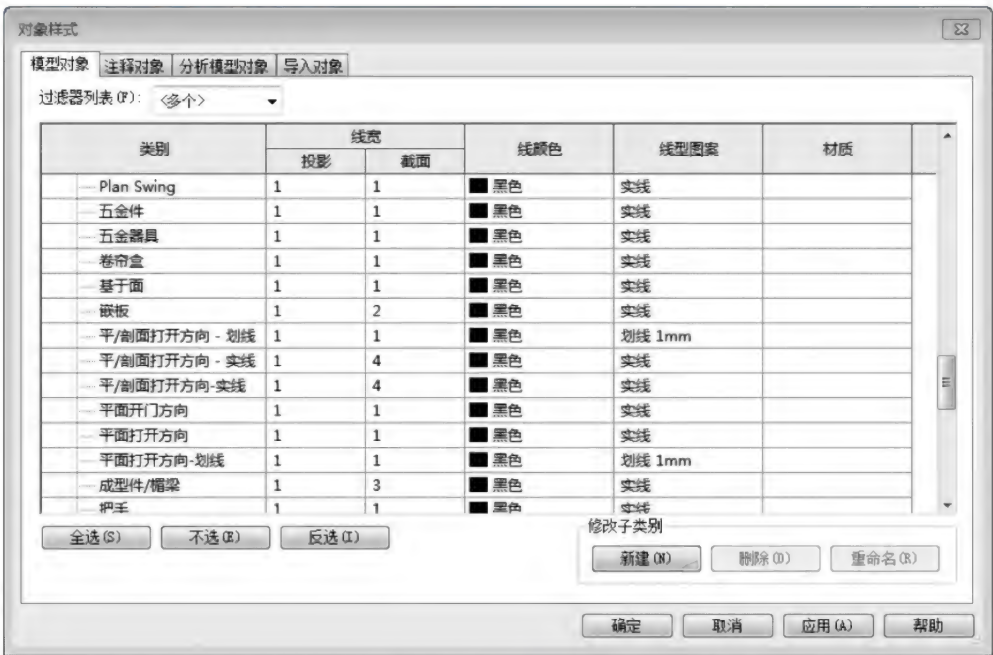 对象样式
模型对象 注释对象 分析模型对象 导入对象
过滤器列表(F): <多个>
类别 线宽 线颜色 线型图案 材质
投影 截面
Plan Swing 1 1 黑色 实线
五金件 1 1 黑色 实线
五金器具 1 1 黑色 实线
卷帘盒 1 1 黑色 实线
基于面 1 1 黑色 实线
嵌板 1 2 黑色 实线
平/剖面打开方向 - 划线 1 1 黑色 划线 1mm
平/剖面打开方向 - 实线 1 4 黑色 实线
平/剖面打开方向-实线 1 4 黑色 实线
平面开门方向 1 1 黑色 实线
平面打开方向 1 1 黑色 实线
平面打开方向-划线 1 1 黑色 划线 1mm
成型件/楣梁 1 3 黑色 实线
把手 1 1 黑色 实线
全选(S) 不选(E) 反选(I) 修改子类别
新建(N) 删除(D) 重命名(R)
确定 取消 应用(A) 帮助